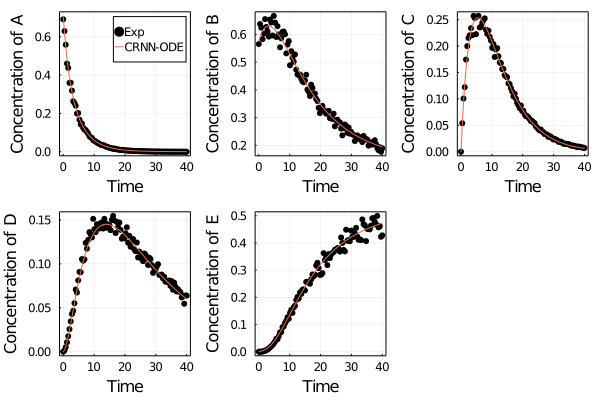 Concentration of A
0.6
0.4
0.2
0.0
0 10 20 30 40
Time
Exp
CRNN-ODE
Concentration of B
0.6
0.5
0.4
0.3
0.2
0 10 20 30 40
Time
Concentration of C
0.25
0.20
0.15
0.10
0.05
0.00
0 10 20 30 40
Time
Concentration of D
0.15
0.10
0.05
0.00
0 10 20 30 40
Time
Concentration of E
0.5
0.4
0.3
0.2
0.1
0.0
0 10 20 30 40
Time